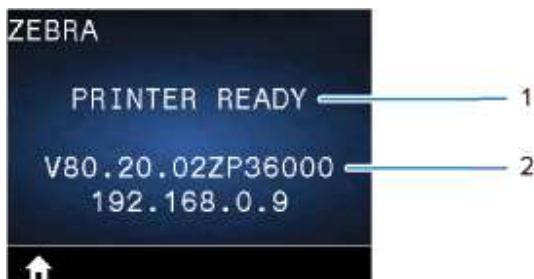 ZEBRA
PRINTER READY
1
V80.20.02ZP36000
2
192.168.0.9